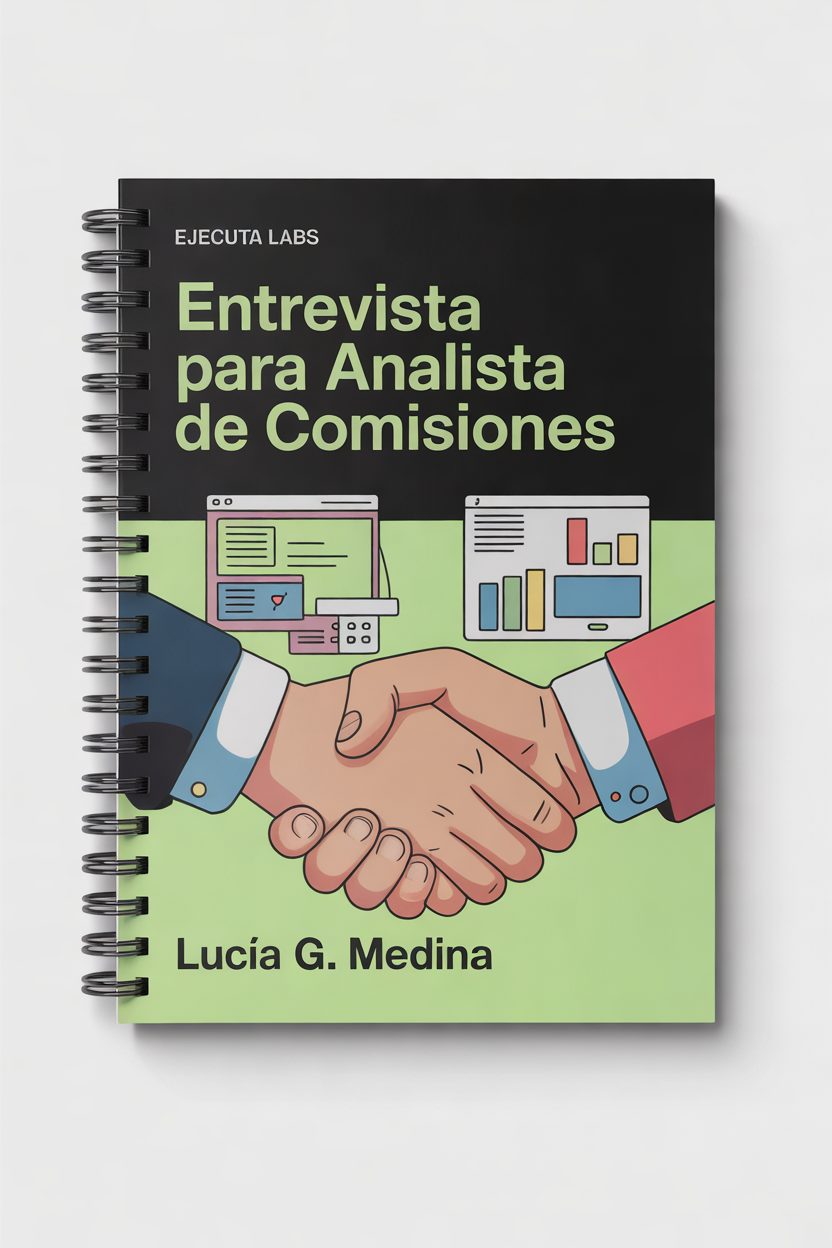 EJECUTA LABS
Entrevista
para Analista
de Comisiones
Lucía G. Medina